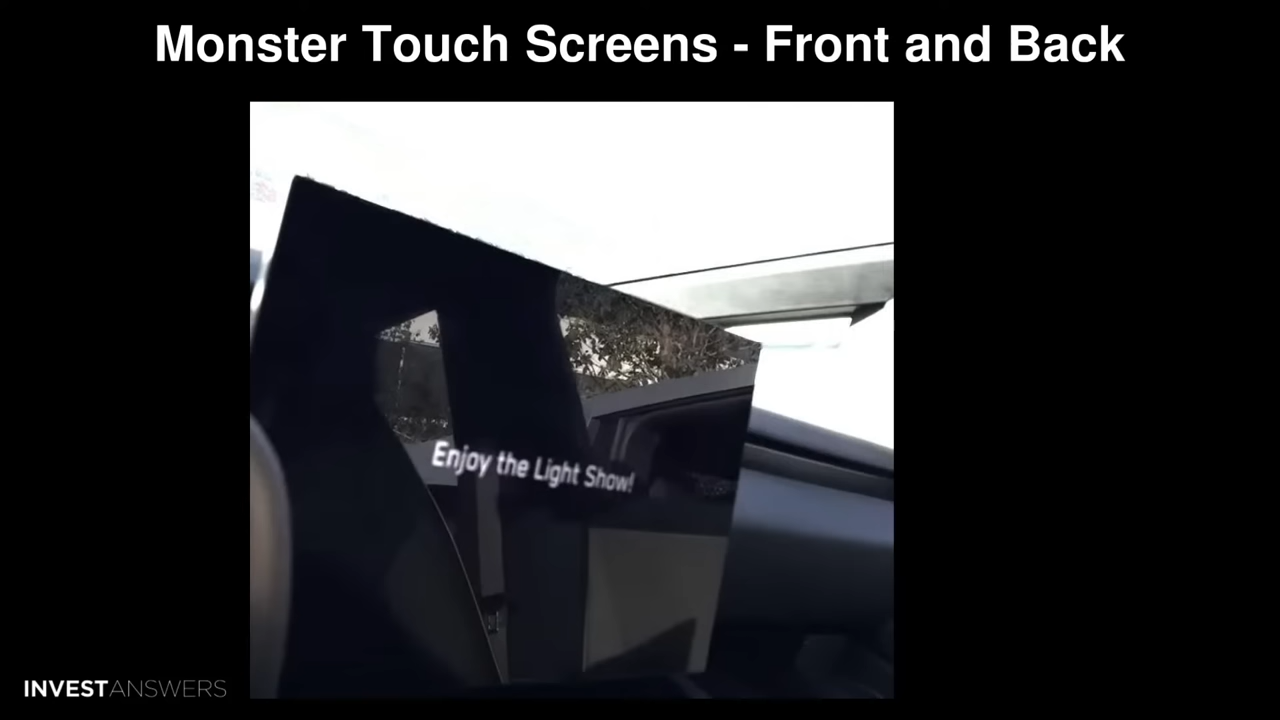 Monster Touch Screens - Front and Back
Enjoy the Light Show!
INVESTANSWERS